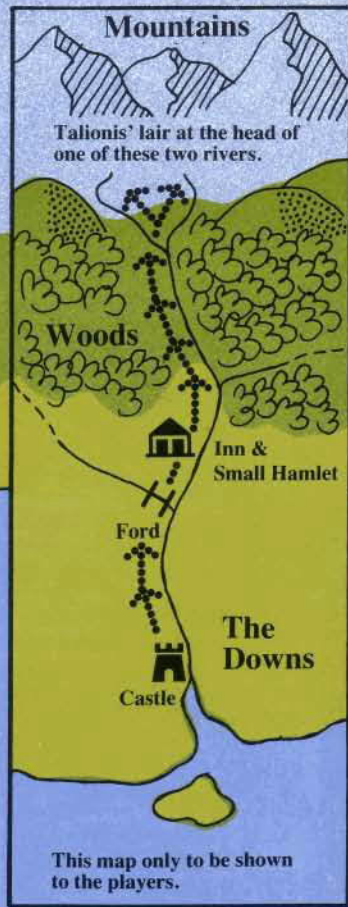 Mountains
Talionis' lair at the head of
one of these two rivers.
Woods
Inn &
Small Hamlet
Ford
The
Downs
Castle
This map only to be shown
to the players.